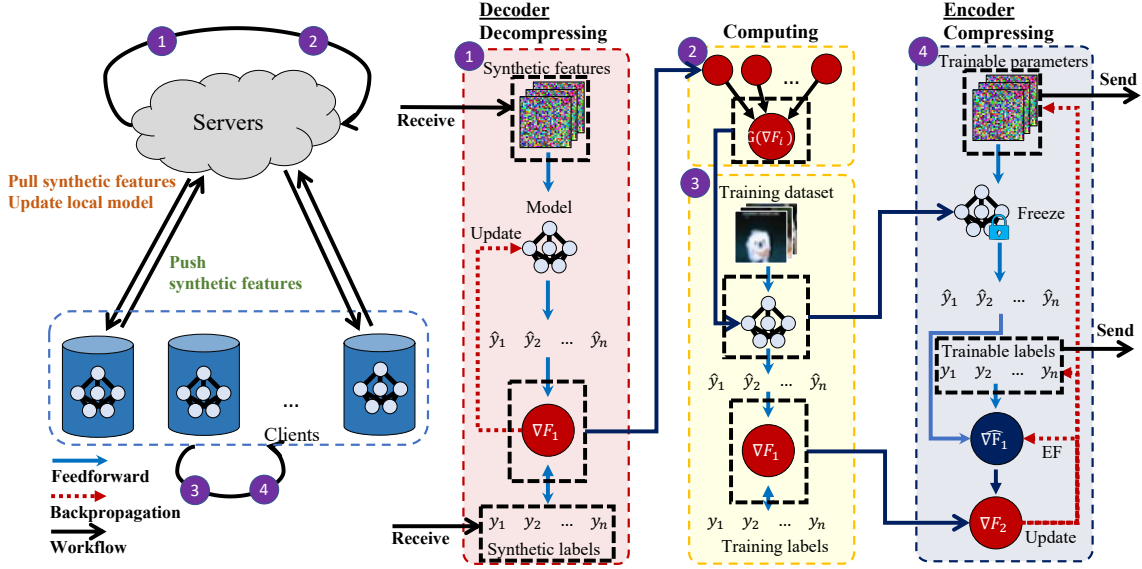 1
2
Servers
Pull synthetic features
Update local model
Push
synthetic features
...
Clients
3
4
Feedforward
Backpropagation
Workflow
Decoder
Decompressing
1
Synthetic features
Receive
Model
Update
ŷ₁ ŷ₂ ... ŷₙ
∇F₁
Receive
y₁ y₂ ... yₙ
Synthetic labels
Computing
2
...
G(∇Fᵢ)
3
Training dataset
ŷ₁ ŷ₂ ... ŷₙ
∇F₁
y₁ y₂ ... yₙ
Training labels
Encoder
Compressing
4
Trainable parameters
Send
Freeze
ŷ₁ ŷ₂ ... ŷₙ
Send
Trainable labels
y₁ y₂ ... yₙ
∇F̂₁
EF
∇F₂
Update